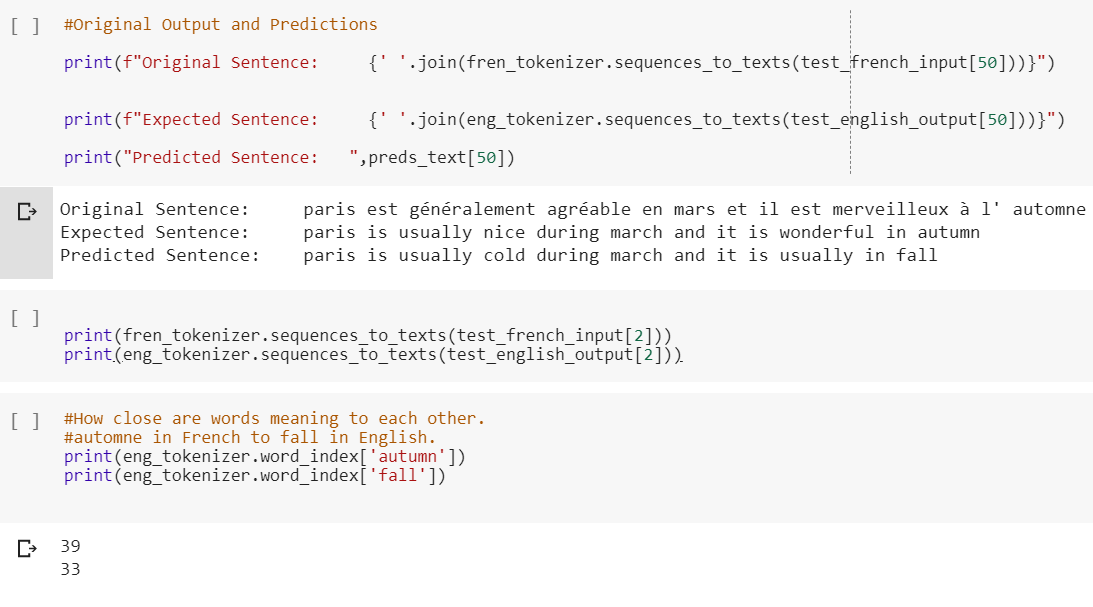 [ ] #Original Output and Predictions
print(f"Original Sentence:     {' '.join(fren_tokenizer.sequences_to_texts(test_french_input[50]))}")
print(f"Expected Sentence:     {' '.join(eng_tokenizer.sequences_to_texts(test_english_output[50]))}")
print("Predicted Sentence:   ",preds_text[50])
Original Sentence:     paris est généralement agréable en mars et il est merveilleux à l' automne
Expected Sentence:     paris is usually nice during march and it is wonderful in autumn
Predicted Sentence:    paris is usually cold during march and it is usually in fall
[ ]
print(fren_tokenizer.sequences_to_texts(test_french_input[2]))
print(eng_tokenizer.sequences_to_texts(test_english_output[2]))
[ ] #How close are words meaning to each other.
#automne in French to fall in English.
print(eng_tokenizer.word_index['autumn'])
print(eng_tokenizer.word_index['fall'])
39
33